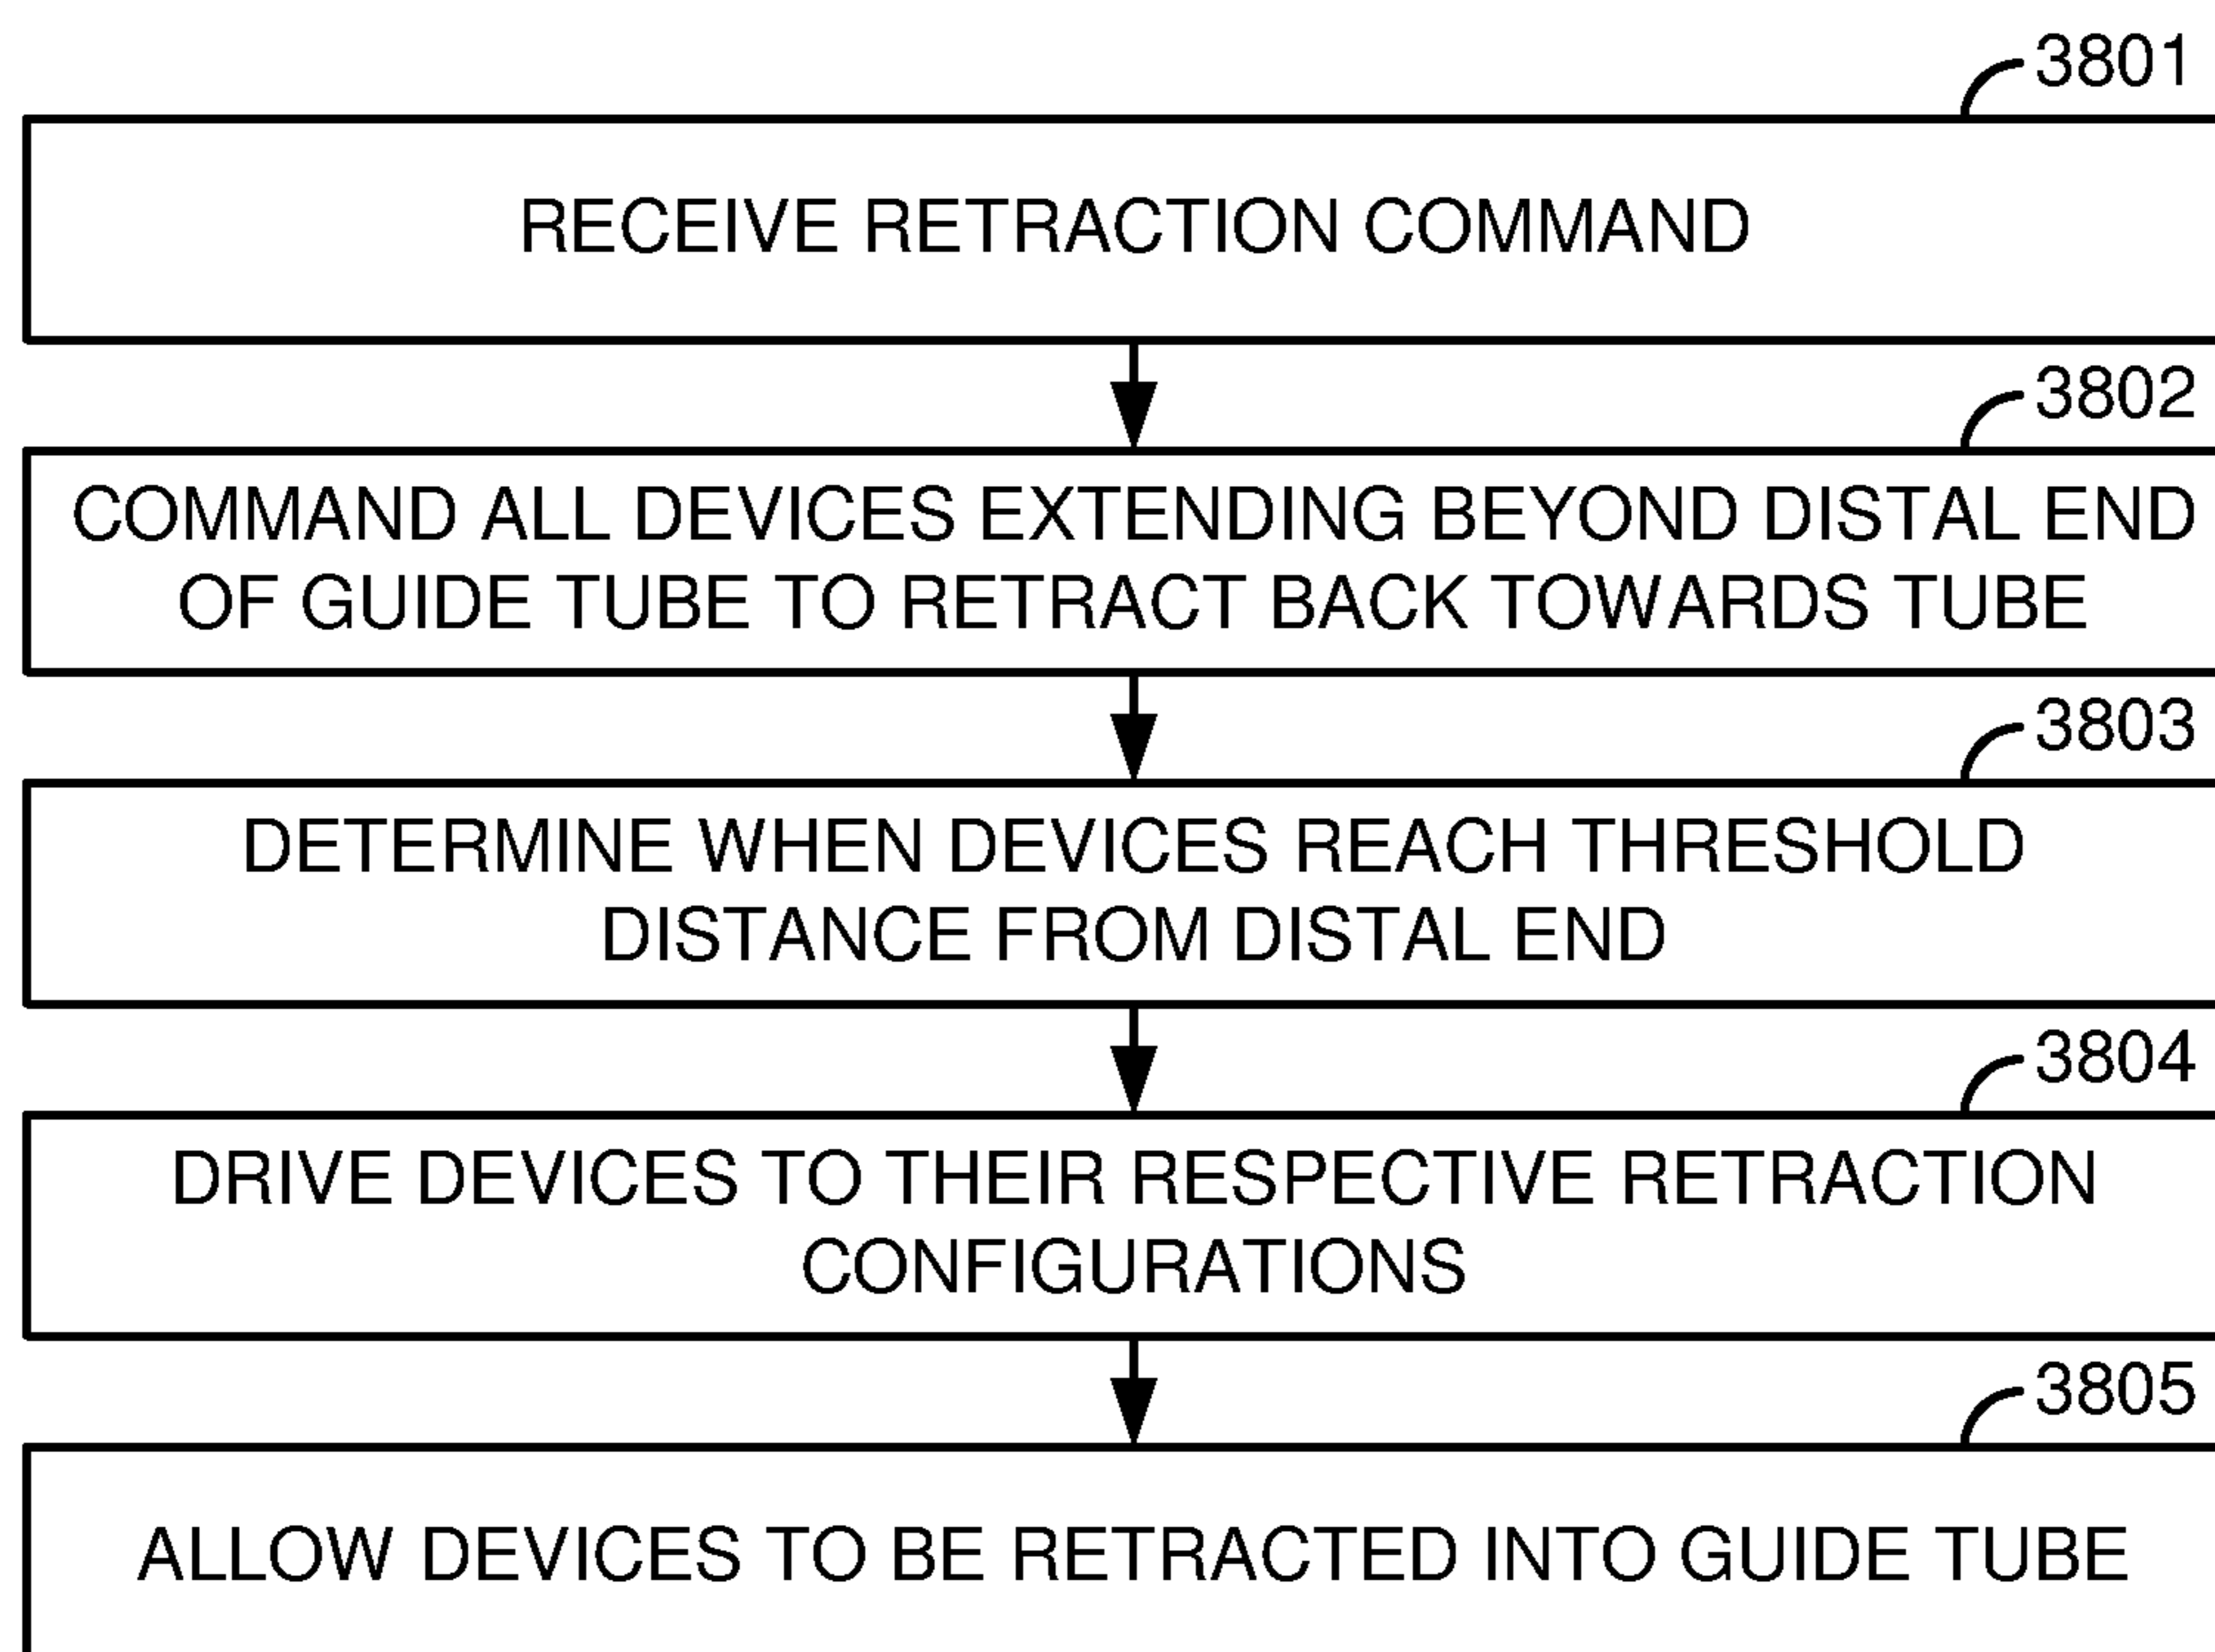 3801
RECEIVE RETRACTION COMMAND
3802
COMMAND ALL DEVICES EXTENDING BEYOND DISTAL END
OF GUIDE TUBE TO RETRACT BACK TOWARDS TUBE
3803
DETERMINE WHEN DEVICES REACH THRESHOLD
DISTANCE FROM DISTAL END
3804
DRIVE DEVICES TO THEIR RESPECTIVE RETRACTION
CONFIGURATIONS
3805
ALLOW DEVICES TO BE RETRACTED INTO GUIDE TUBE